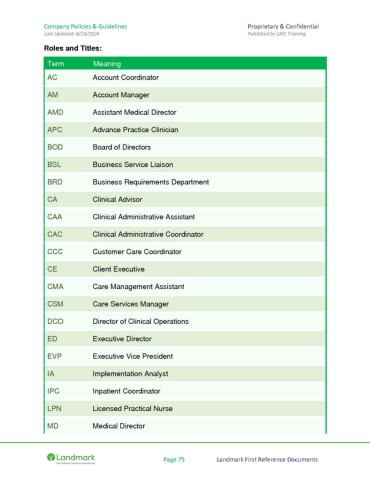 Company Policies & Guidelines Proprietary & Confidential
Last Updated: 6/24/2024 Published by LMS Training
Roles and Titles:
Term Meaning
AC Account Coordinator
AM Account Manager
AMD Assistant Medical Director
APC Advance Practice Clinician
BOD Board of Directors
BSL Business Service Liaison
BRD Business Requirements Department
CA Clinical Advisor
CAA Clinical Administrative Assistant
CAC Clinical Administrative Coordinator
CCC Customer Care Coordinator
CE Client Executive
CMA Care Management Assistant
CSM Care Services Manager
DCO Director of Clinical Operations
ED Executive Director
EVP Executive Vice President
IA Implementation Analyst
IPC Inpatient Coordinator
LPN Licensed Practical Nurse
MD Medical Director
Landmark Page 75 Landmark First Reference Documents